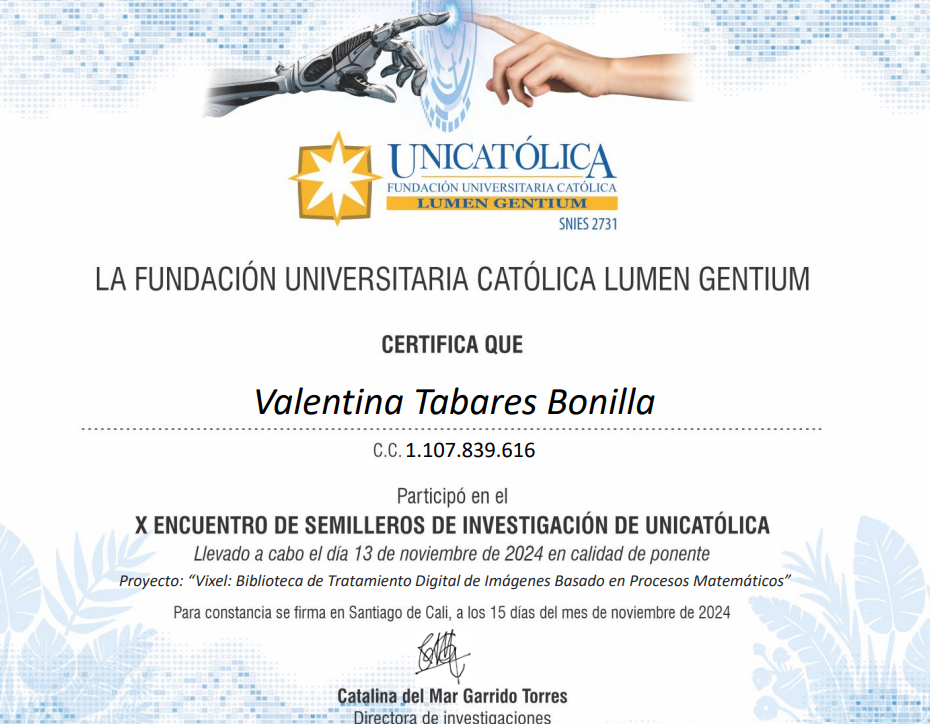 UNICATÓLICA
FUNDACIÓN UNIVERSITARIA CATÓLICA
LUMEN GENTIUM
SNIES 2731
LA FUNDACIÓN UNIVERSITARIA CATÓLICA LUMEN GENTIUM
CERTIFICA QUE
Valentina Tabares Bonilla
C.C. 1.107.839.616
Participó en el
X ENCUENTRO DE SEMILLEROS DE INVESTIGACIÓN DE UNICATÓLICA
Llevado a cabo el día 13 de noviembre de 2024 en calidad de ponente
Proyecto: “Vixel: Biblioteca de Tratamiento Digital de Imágenes Basado en Procesos Matemáticos”
Para constancia se firma en Santiago de Cali, a los 15 días del mes de noviembre de 2024
Catalina del Mar Garrido Torres
Directora de investigaciones